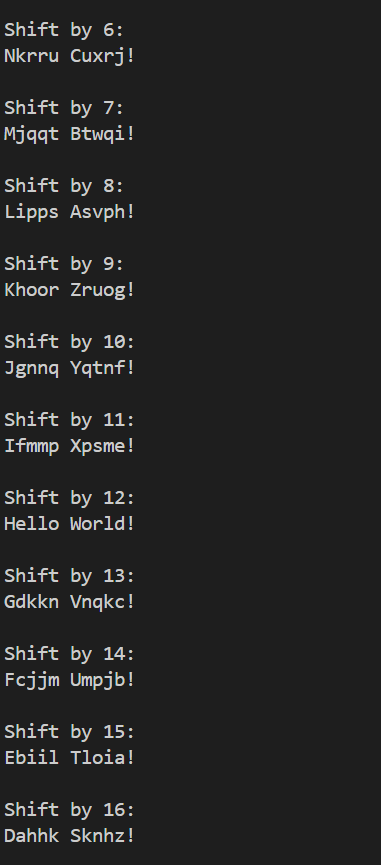 Shift by 6:
Nkrru Cuxrj!
Shift by 7:
Mjqqt Btwqi!
Shift by 8:
Lipps Asvph!
Shift by 9:
Khoor Zruog!
Shift by 10:
Jgnnq Yqtnf!
Shift by 11:
Ifmmp Xpsme!
Shift by 12:
Hello World!
Shift by 13:
Gdkkn Vnqkc!
Shift by 14:
Fcjjm Umpjb!
Shift by 15:
Ebiil Tloia!
Shift by 16:
Dahhk Sknhz!